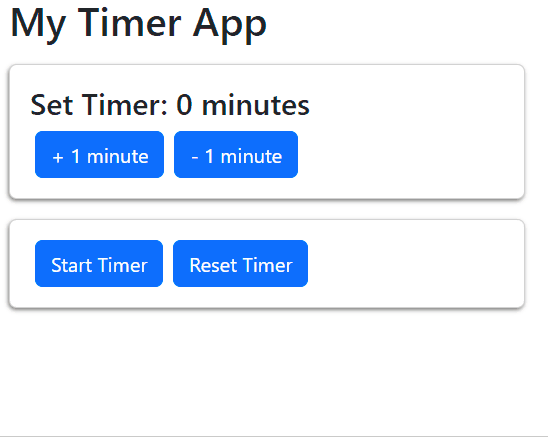 My Timer App
Set Timer: 0 minutes
+ 1 minute - 1 minute
Start Timer Reset Timer